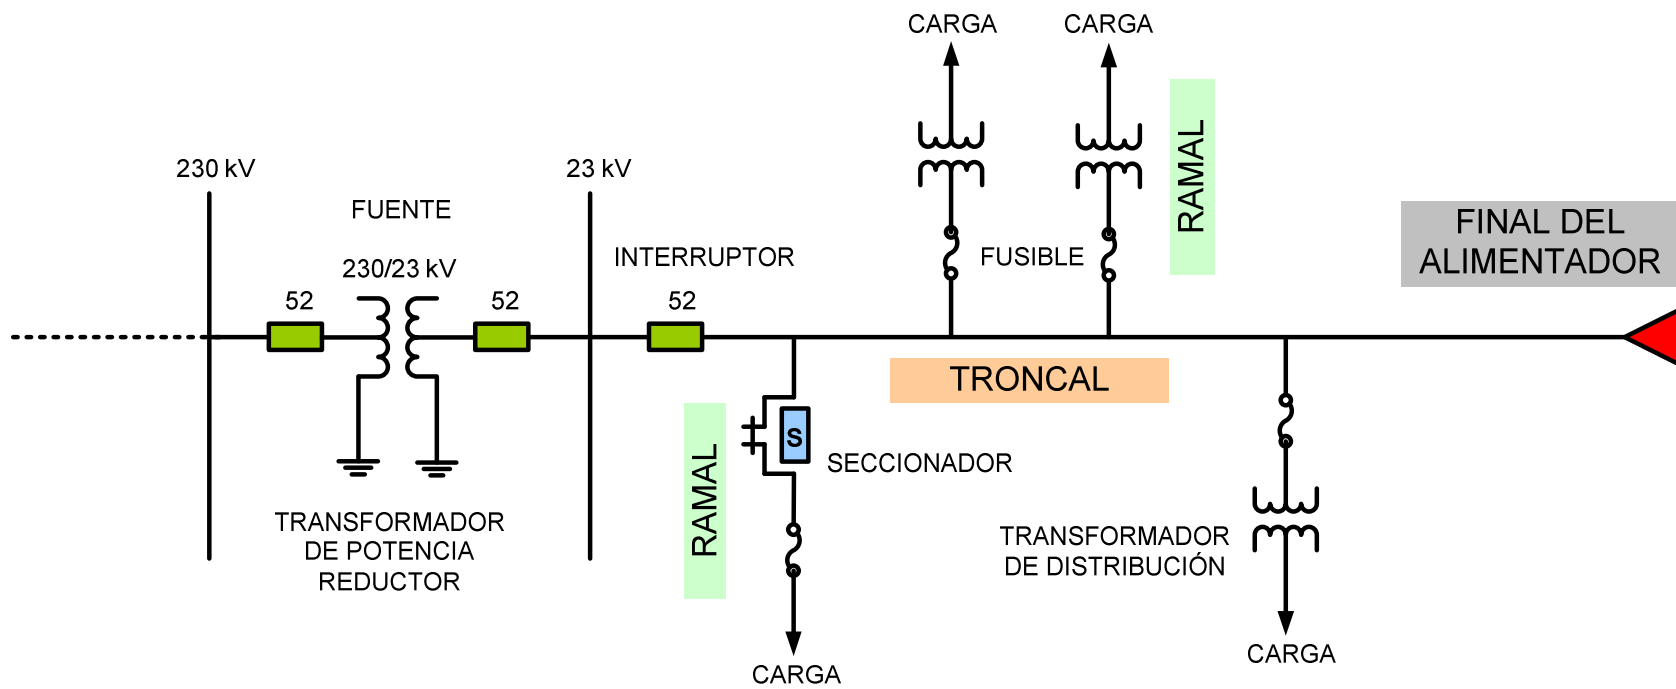 CARGA
CARGA
RAMAL
230 kV
23 kV
FUENTE
FINAL DEL
ALIMENTADOR
INTERRUPTOR
FUSIBLE
230/23 kV
52
52
52
TRONCAL
S
SECCIONADOR
RAMAL
TRANSFORMADOR
DE POTENCIA
REDUCTOR
TRANSFORMADOR
DE DISTRIBUCIÓN
CARGA
CARGA